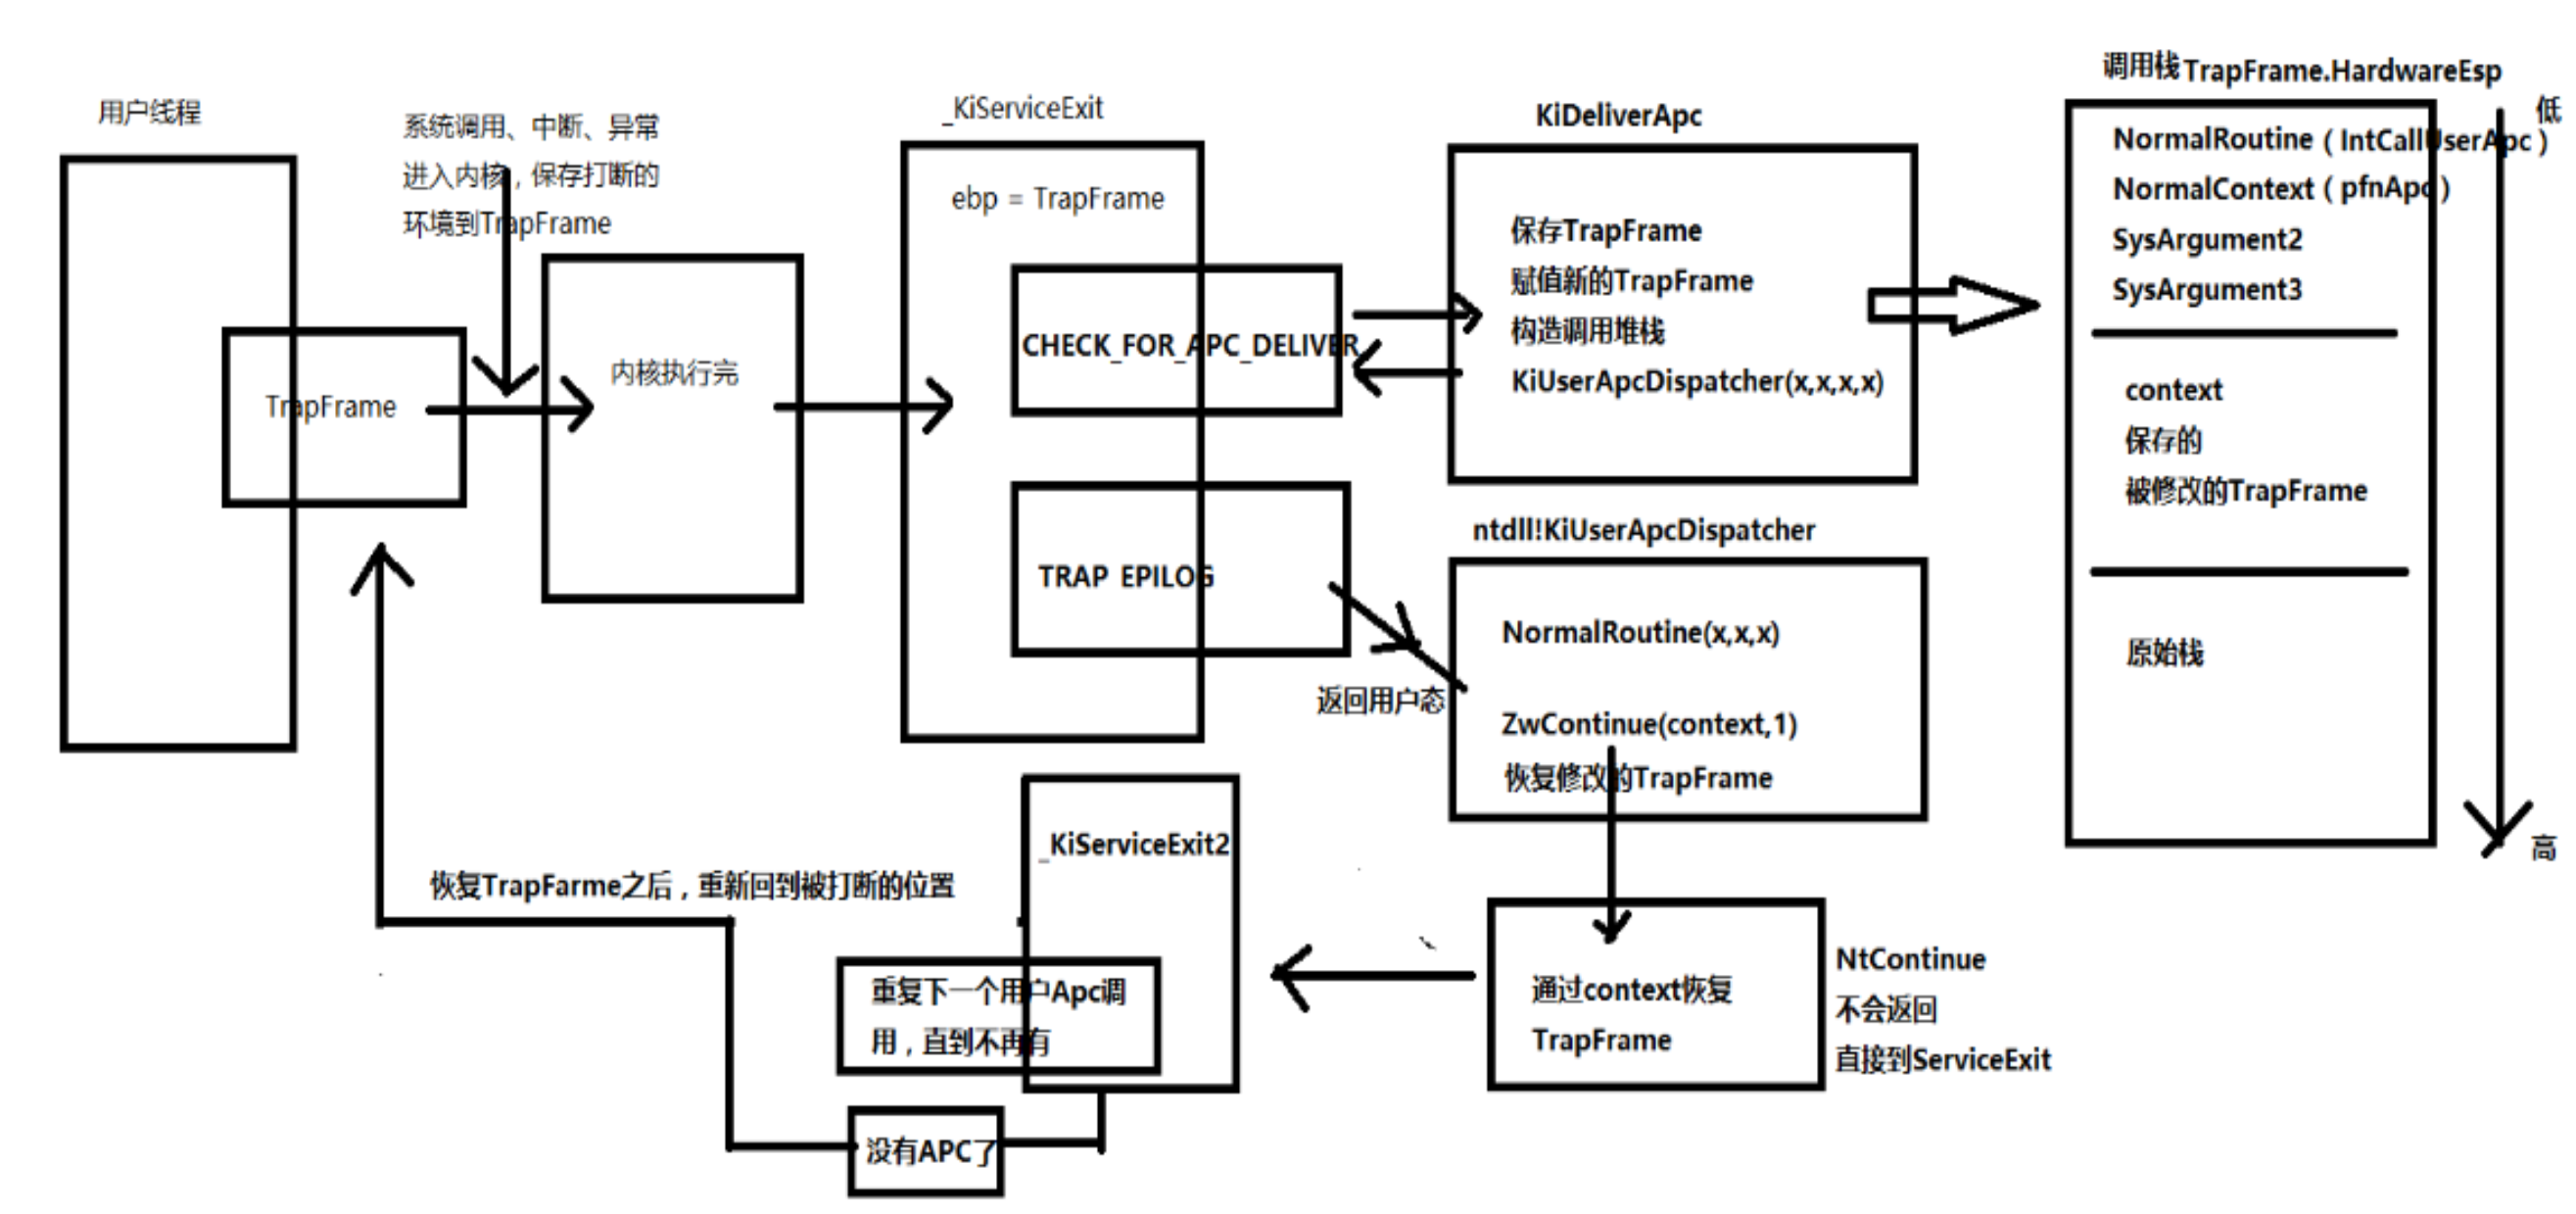 用户线程
系统调用、中断、异常
进入内核，保存打断的
环境到TrapFrame
TrapFrame
内核执行完
_KiServiceExit
ebp = TrapFrame
CHECK_FOR_APC_DELIVER
TRAP EPILOG
返回用户态
KiDeliverApc
保存TrapFrame
赋值新的TrapFrame
构造调用堆栈
KiUserApcDispatcher(x,x,x,x)
调用栈TrapFrame.HardwareEsp
低
NormalRoutine（IntCallUserApc）
NormalContext（pfnApc）
SysArgument2
SysArgument3
context
保存的
被修改的TrapFrame
原始栈
高
ntdll!KiUserApcDispatcher
NormalRoutine(x,x,x)
ZwContinue(context,1)
恢复修改的TrapFrame
通过context恢复
TrapFrame
NtContinue
不会返回
直接到ServiceExit
_KiServiceExit2
重复下一个用户Apc调
用，直到不再有
没有APC了
恢复TrapFarme之后，重新回到被打断的位置